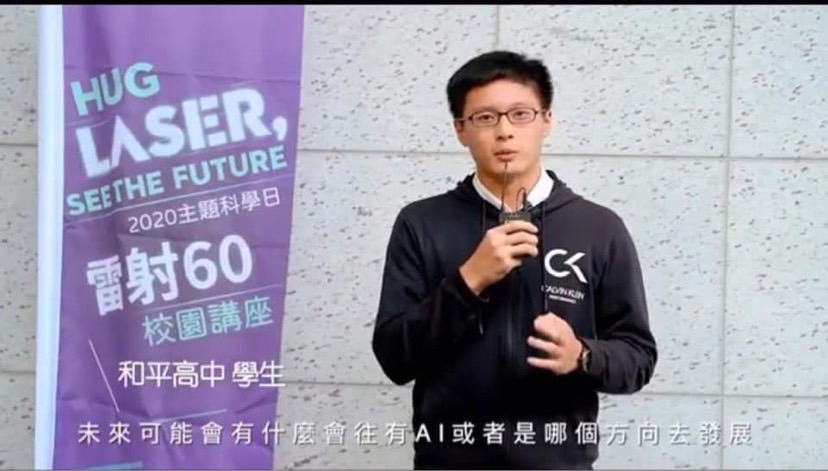 HUG
LASER,
SEE THE FUTURE
2020主題科學日
雷射60
校園講座
和平高中 學生
CK
CALVIN KLEIN
PERFORMANCE
未來可能會有什麼會往有AI或者是哪個方向去發展